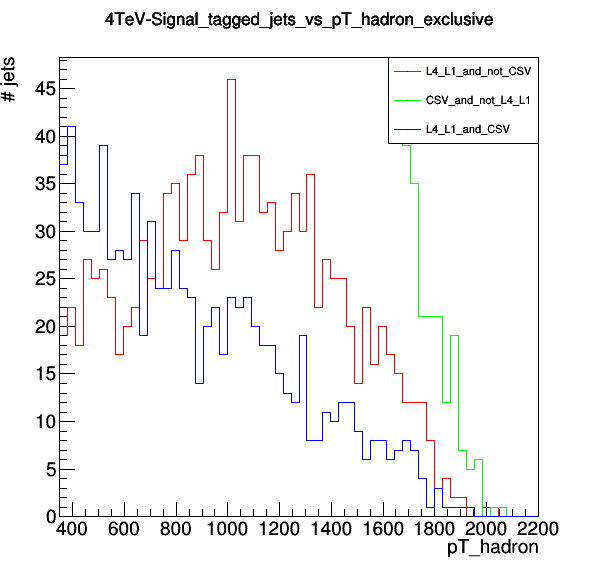 4TeV-Signal_tagged_jets_vs_pT_hadron_exclusive
# jets
L4_L1_and_not_CSV
CSV_and_not_L4_L1
L4_L1_and_CSV
45
40
35
30
25
20
15
10
5
0
400 600 800 1000 1200 1400 1600 1800 2000 2200
pT_hadron